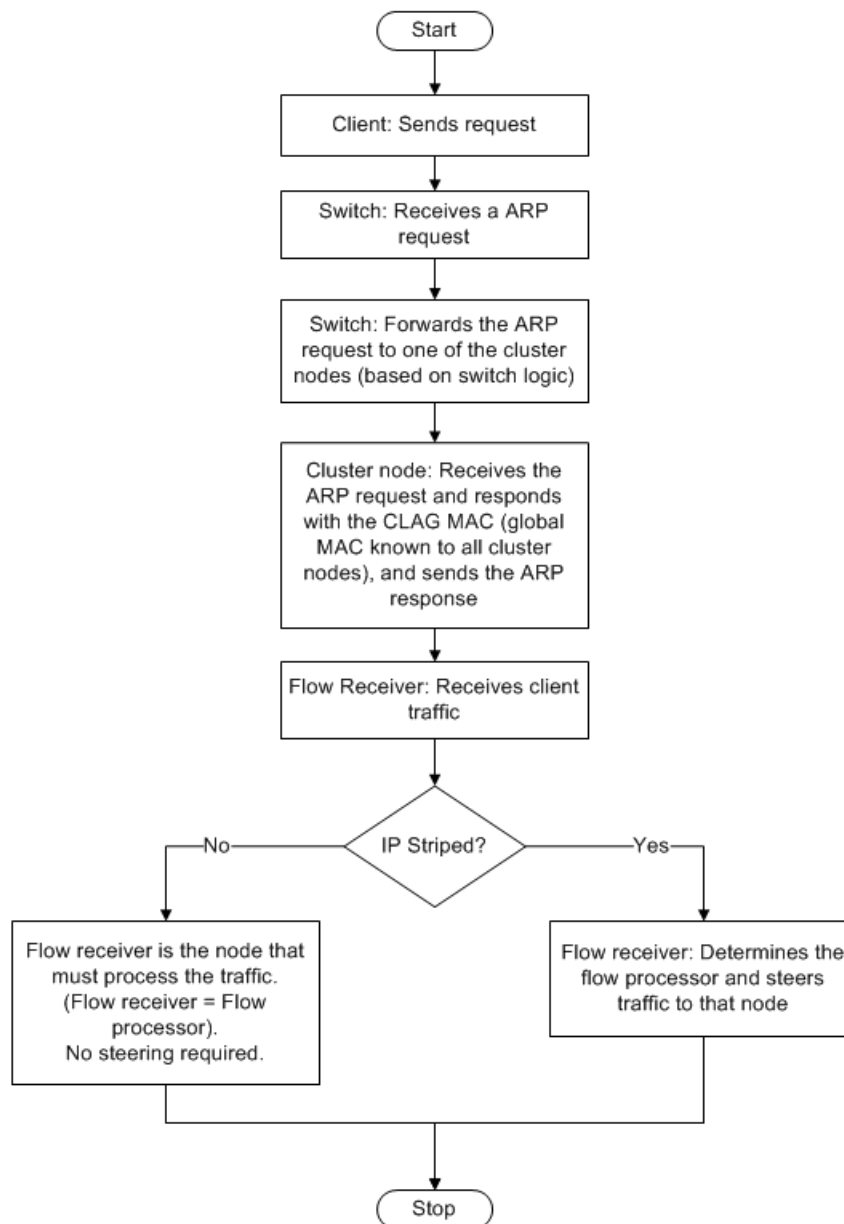 Start
Client: Sends request
Switch: Receives a ARP
request
Switch: Forwards the ARP
request to one of the cluster
nodes (based on switch logic)
Cluster node: Receives the
ARP request and responds
with the CLAG MAC (global
MAC known to all cluster
nodes), and sends the ARP
response
Flow Receiver: Receives client
traffic
IP Striped?
No
Yes
Flow receiver is the node that
must process the traffic.
(Flow receiver = Flow
processor).
No steering required.
Flow receiver: Determines the
flow processor and steers
traffic to that node
Stop